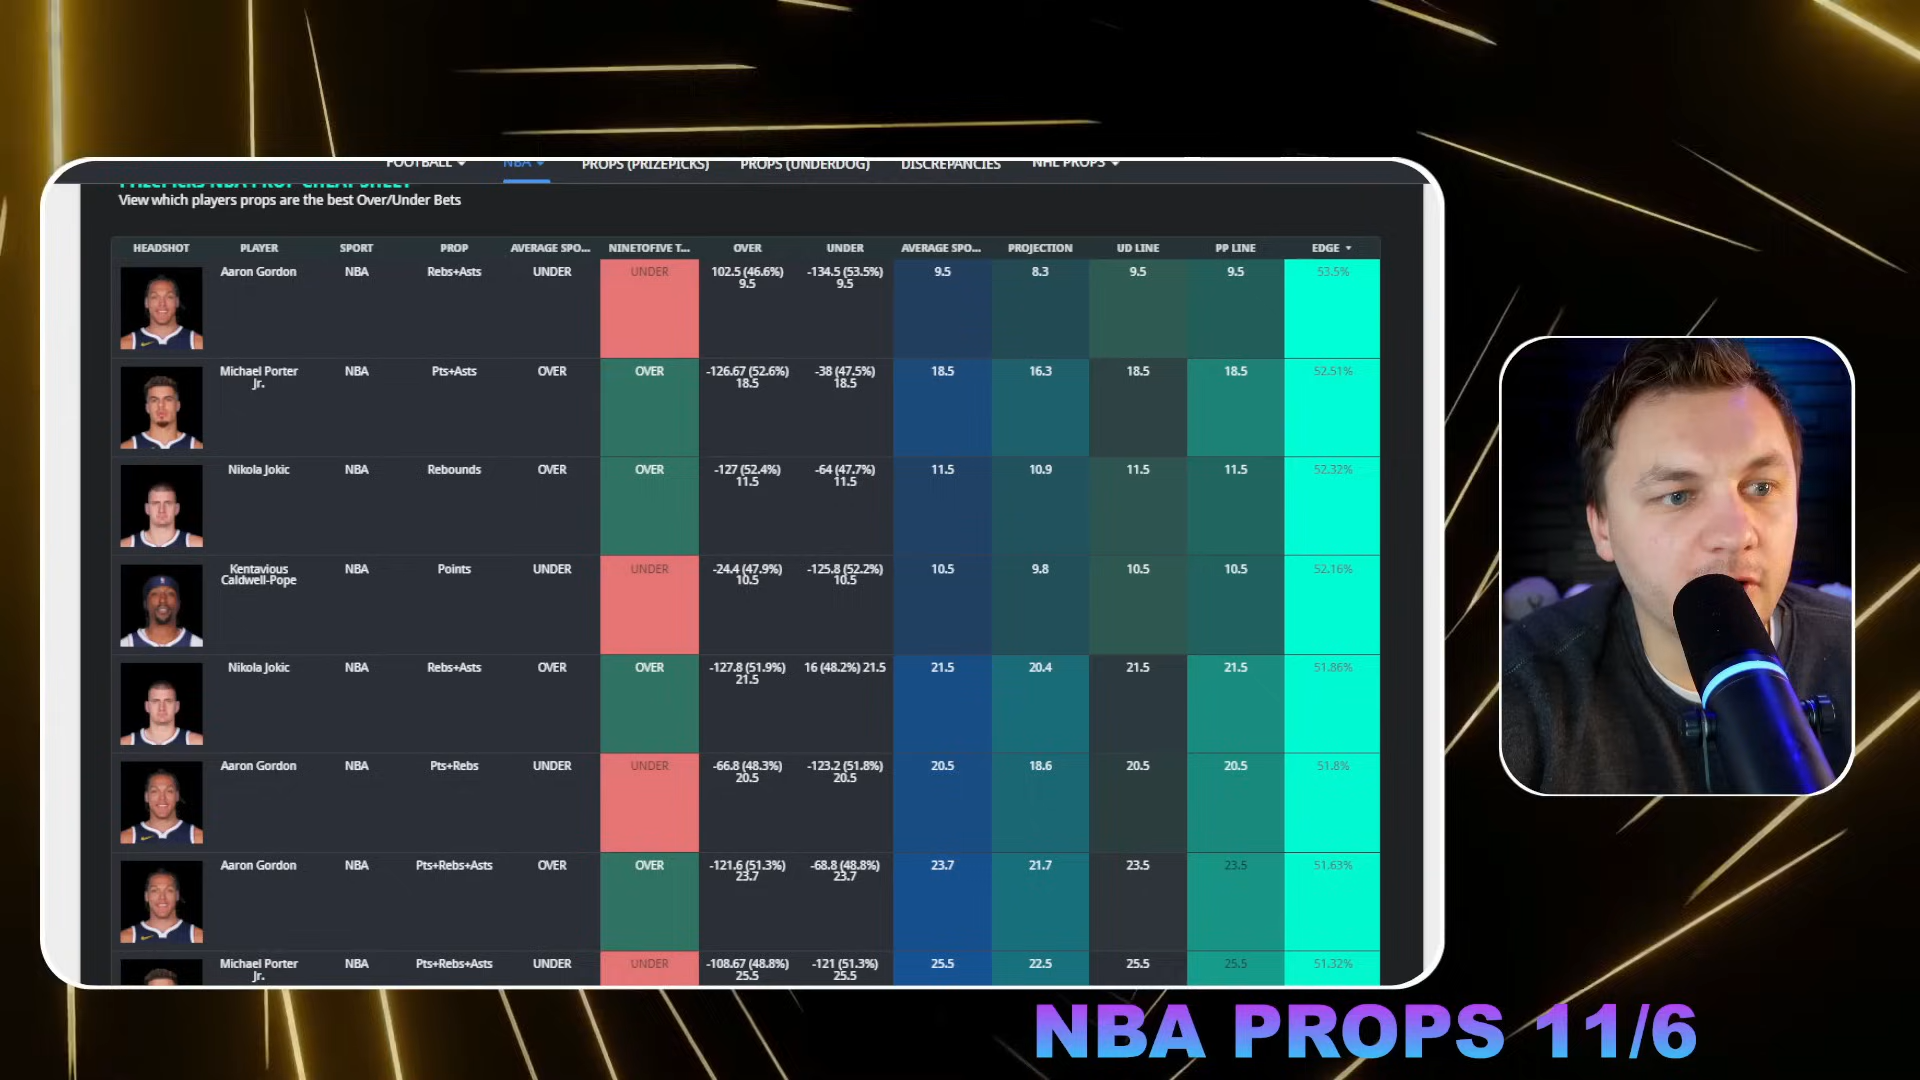 FOOTBALL NBA PROPS (PRIZEPICKS) PROPS (UNDERDOG) DISCREPANCIES NHL PROPS
PRIZEPICKS NBA PROP CHEATSHEET
View which players props are the best Over/Under Bets
HEADSHOT PLAYER SPORT PROP AVERAGE SPO... NINETOFIVE T... OVER UNDER AVERAGE SPO... PROJECTION UD LINE PP LINE EDGE
Aaron Gordon NBA Rebs+Asts UNDER UNDER 102.5 (46.6%) -134.5 (53.5%) 9.5 8.3 9.5 9.5 53.5%
9.5 9.5
Michael Porter NBA Pts+Asts OVER OVER -126.67 (52.6%) -38 (47.5%) 18.5 16.3 18.5 18.5 52.51%
Jr. 18.5 18.5
Nikola Jokic NBA Rebounds OVER OVER -127 (52.4%) -64 (47.7%) 11.5 10.9 11.5 11.5 52.32%
11.5 11.5
Kentavious NBA Points UNDER UNDER -24.4 (47.9%) -125.8 (52.2%) 10.5 9.8 10.5 10.5 52.16%
Caldwell-Pope 10.5 10.5
Nikola Jokic NBA Rebs+Asts OVER OVER -127.8 (51.9%) 16 (48.2%) 21.5 21.5 20.4 21.5 21.5 51.86%
21.5
Aaron Gordon NBA Pts+Rebs UNDER UNDER -66.8 (48.3%) -123.2 (51.8%) 20.5 18.6 20.5 20.5 51.8%
20.5 20.5
Aaron Gordon NBA Pts+Rebs+Asts OVER OVER -121.6 (51.3%) -68.8 (48.8%) 23.7 21.7 23.5 23.5 51.63%
23.7 23.7
Michael Porter NBA Pts+Rebs+Asts UNDER UNDER -108.67 (48.8%) -121 (51.3%) 25.5 22.5 25.5 25.5 51.32%
Jr. 25.5 25.5
NBA PROPS 11/6